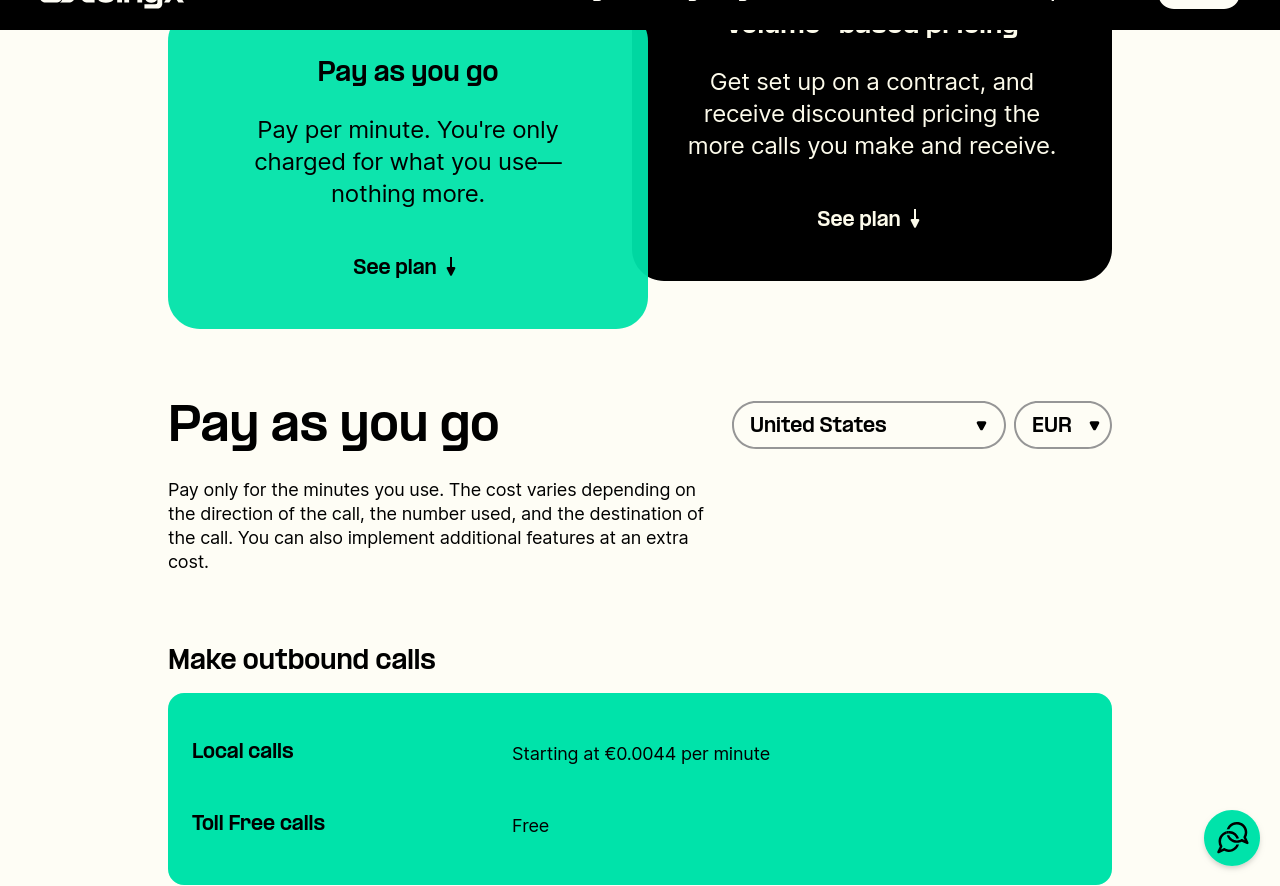 Pay as you go
Pay per minute. You're only
charged for what you use—
nothing more.
See plan
Get set up on a contract, and
receive discounted pricing the
more calls you make and receive.
See plan
Pay as you go
United States
EUR
Pay only for the minutes you use. The cost varies depending on
the direction of the call, the number used, and the destination of
the call. You can also implement additional features at an extra
cost.
Make outbound calls
Local calls
Starting at €0.0044 per minute
Toll Free calls
Free